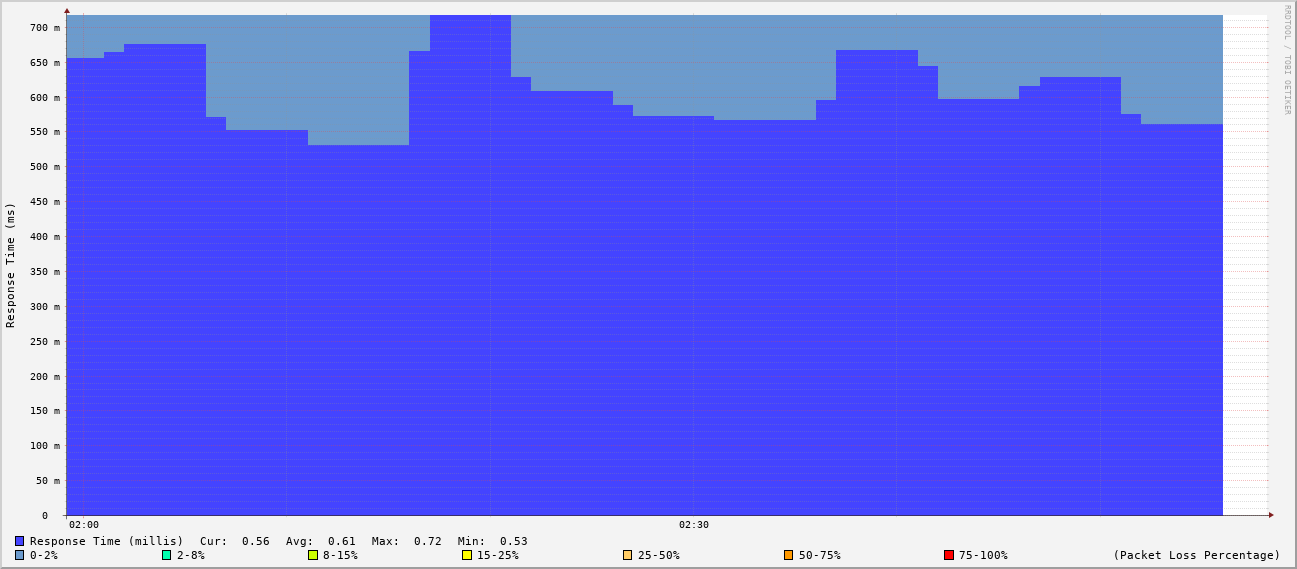 RRDTOOL / TOBI OETIKER
Response Time (ms)
700 m
650 m
600 m
550 m
500 m
450 m
400 m
350 m
300 m
250 m
200 m
150 m
100 m
50 m
0
02:00 02:30
Response Time (millis) Cur: 0.56 Avg: 0.61 Max: 0.72 Min: 0.53
0-2% 2-8% 8-15% 15-25% 25-50% 50-75% 75-100% (Packet Loss Percentage)